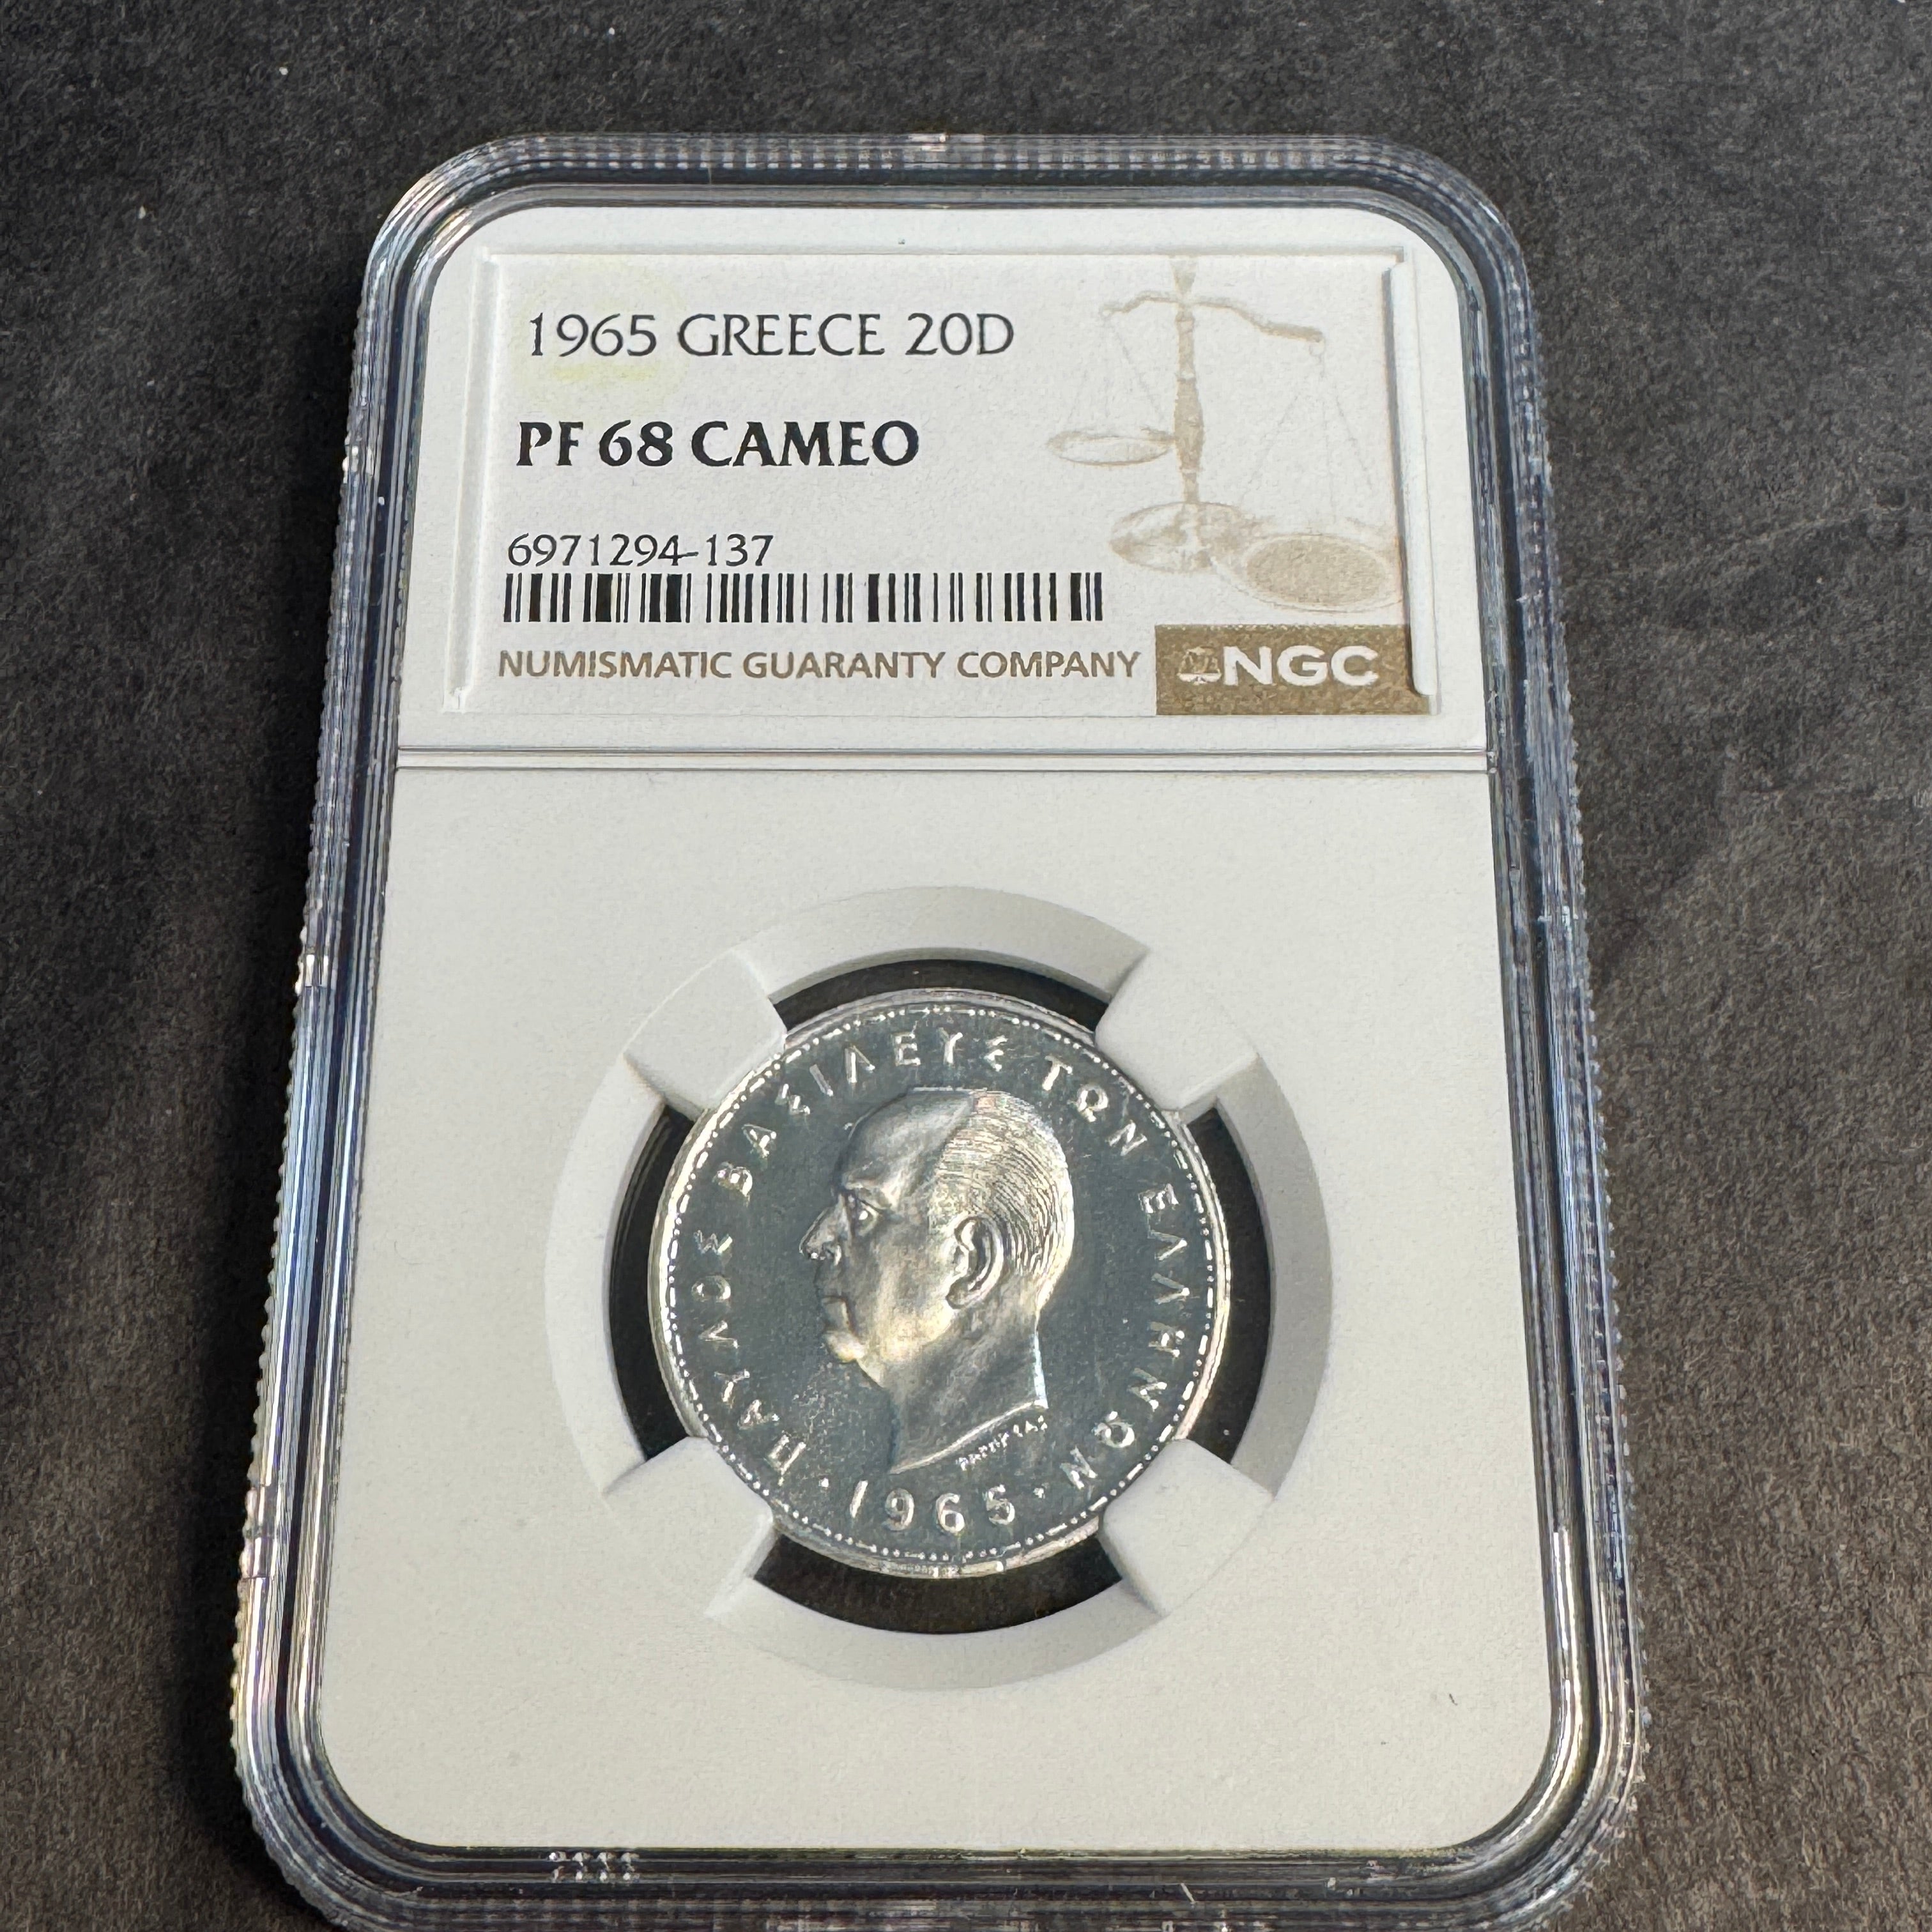 1965 GREECE 20D
PF 68 CAMEO
6971294-137
NUMISMATIC GUARANTY COMPANY
NGC
ΠΑΥΛΟΣ ΒΑΣΙΛΕΥΣ ΤΩΝ ΕΛΛΗΝΩΝ
·1965·